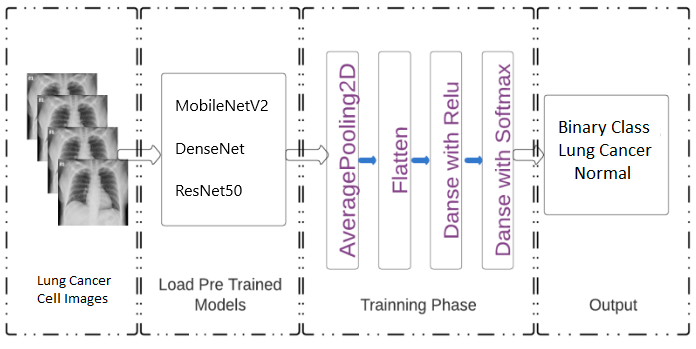 Lung Cancer
Cell Images
MobileNetV2
DenseNet
ResNet50
Load Pre Trained
Models
AveragePooling2D
Flatten
Danse with Relu
Danse with Softmax
Trainning Phase
Binary Class
Lung Cancer
Normal
Output